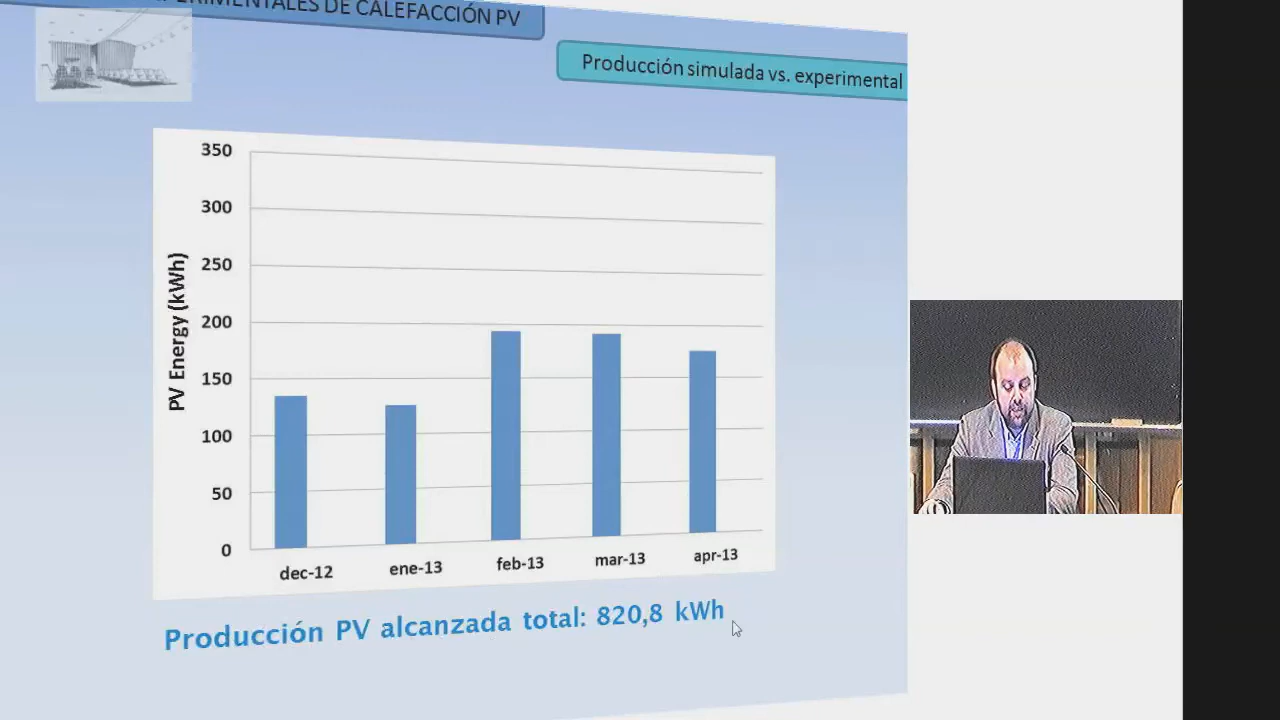 DE CALEFACCIÓN PV
Producción simulada vs. experimental
350
300
250
200
150
100
50
0
PV Energy (kWh)
dec-12
ene-13
feb-13
mar-13
apr-13
Producción PV alcanzada total: 820,8 kWh